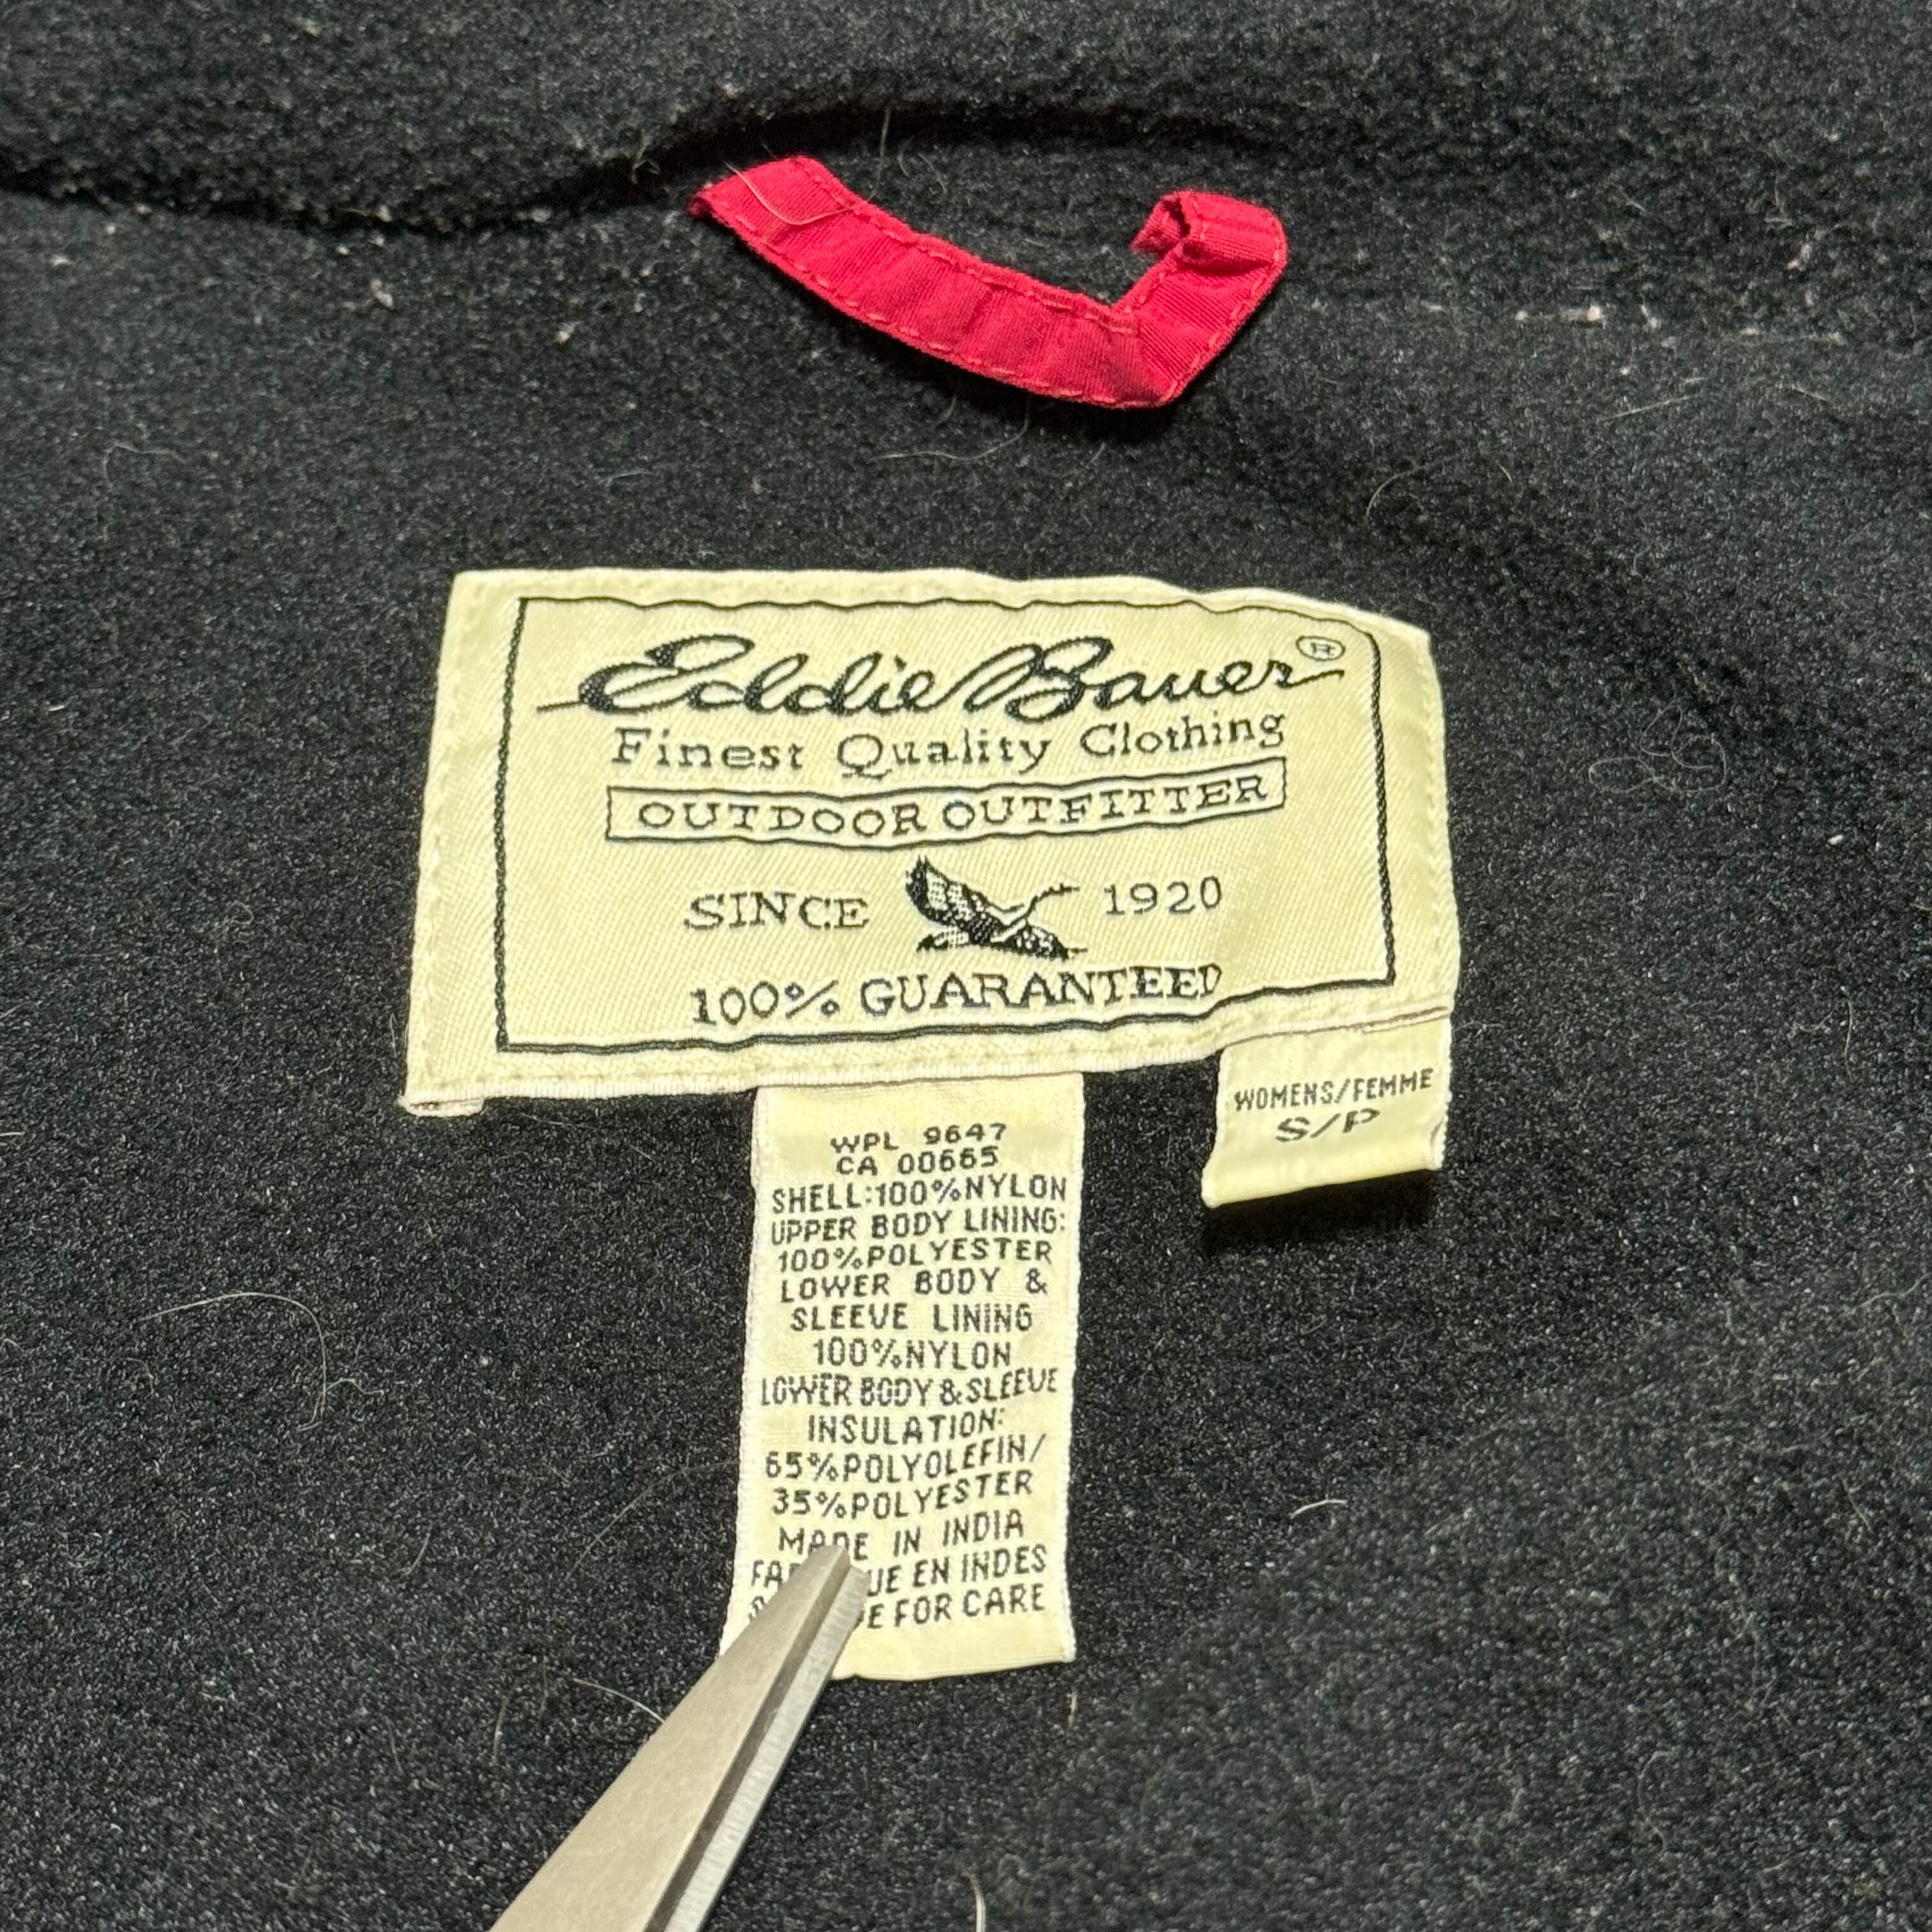 Eddie Bauer®
Finest Quality Clothing
OUTDOOR OUTFITTER
SINCE 1920
100% GUARANTEED
WOMENS/FEMME
S/P
WPL 9647
CA 00665
SHELL:100%NYLON
UPPER BODY LINING:
100%POLYESTER
LOWER BODY &
SLEEVE LINING
100%NYLON
LOWER BODY & SLEEVE
INSULATION:
65%POLYOLEFIN/
35%POLYESTER
MADE IN INDIA
EN INDES
FOR CARE